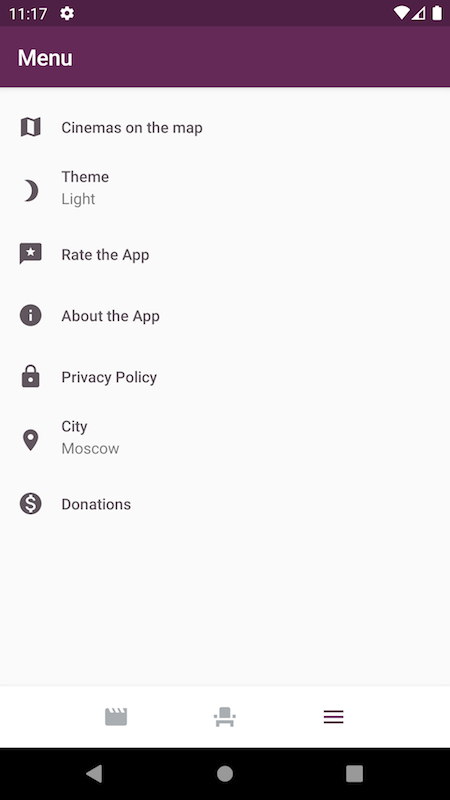 11:17
Menu
Cinemas on the map
Theme
Light
Rate the App
About the App
Privacy Policy
City
Moscow
Donations